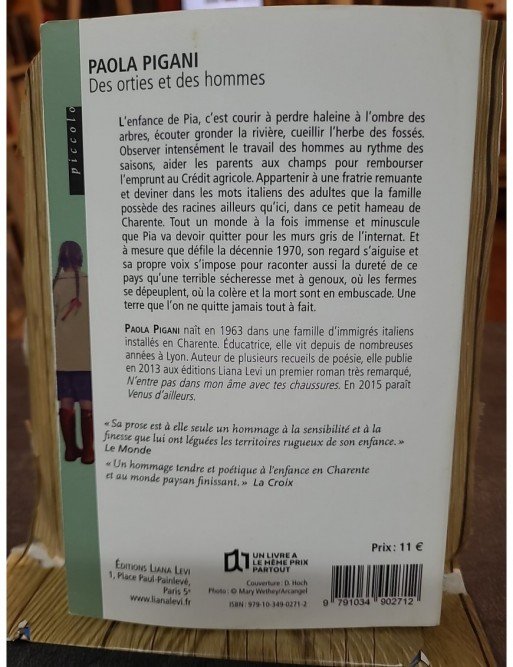 PAOLA PIGANI
Des orties et des hommes
piccolo
L'enfance de Pia, c'est courir à perdre haleine à l'ombre des
arbres, écouter gronder la rivière, cueillir l'herbe des fossés.
Observer intensément le travail des hommes au rythme des
saisons, aider les parents aux champs pour rembourser
l'emprunt au Crédit agricole. Appartenir à une fratrie remuante
et deviner dans les mots italiens des adultes que la famille
possède des racines ailleurs qu'ici, dans ce petit hameau de
Charente. Tout un monde à la fois immense et minuscule
que Pia va devoir quitter pour les murs gris de l'internat. Et
à mesure que défile la décennie 1970, son regard s'aiguise et
sa propre voix s'impose pour raconter aussi la dureté de ce
pays qu'une terrible sécheresse met à genoux, où les fermes
se dépeuplent, où la colère et la mort sont en embuscade. Une
terre que l'on ne quitte jamais tout à fait.
PAOLA PIGANI naît en 1963 dans une famille d'immigrés italiens
installés en Charente. Éducatrice, elle vit depuis de nombreuses
années à Lyon. Auteur de plusieurs recueils de poésie, elle publie
en 2013 aux éditions Liana Levi un premier roman très remarqué,
N'entre pas dans mon âme avec tes chaussures. En 2015 paraît
Venus d'ailleurs.
« Sa prose est à elle seule un hommage à la sensibilité et à la
finesse que lui ont léguées les territoires rugueux de son enfance. »
Le Monde
« Un hommage tendre et poétique à l'enfance en Charente
et au monde paysan finissant. » La Croix
ÉDITIONS LIANA LEVI
1, Place Paul-Painlevé,
Paris 5e
www.lianalevi.fr
UN LIVRE A
LE MÊME PRIX
PARTOUT
Couverture : D. Hoch
Photo : © Mary Wethey/Arcangel
ISBN : 979-10-349-0271-2
Prix : 11 €
9 791034 902712